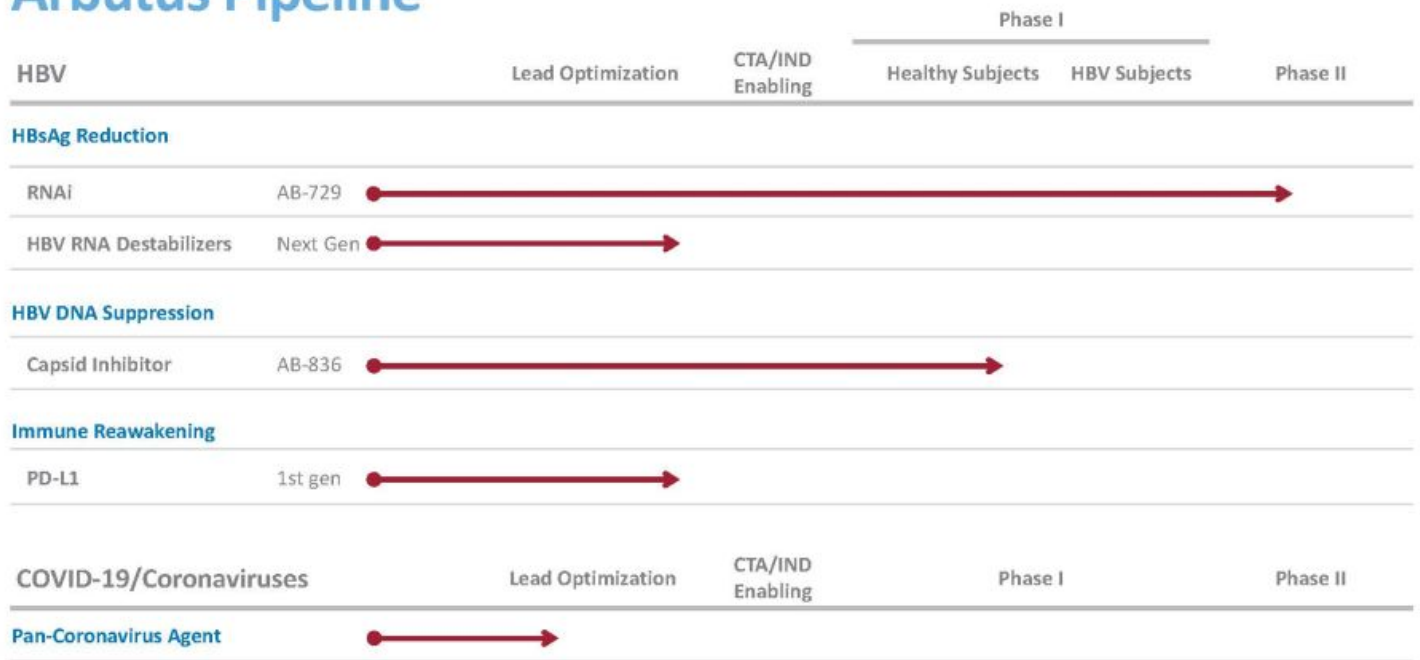 Arbutus Pipeline
Phase I
HBV Lead Optimization CTA/IND Enabling Healthy Subjects HBV Subjects Phase II
HBsAg Reduction
RNAi AB-729
HBV RNA Destabilizers Next Gen
HBV DNA Suppression
Capsid Inhibitor AB-836
Immune Reawakening
PD-L1 1st gen
COVID-19/Coronaviruses Lead Optimization CTA/IND Enabling Phase I Phase II
Pan-Coronavirus Agent